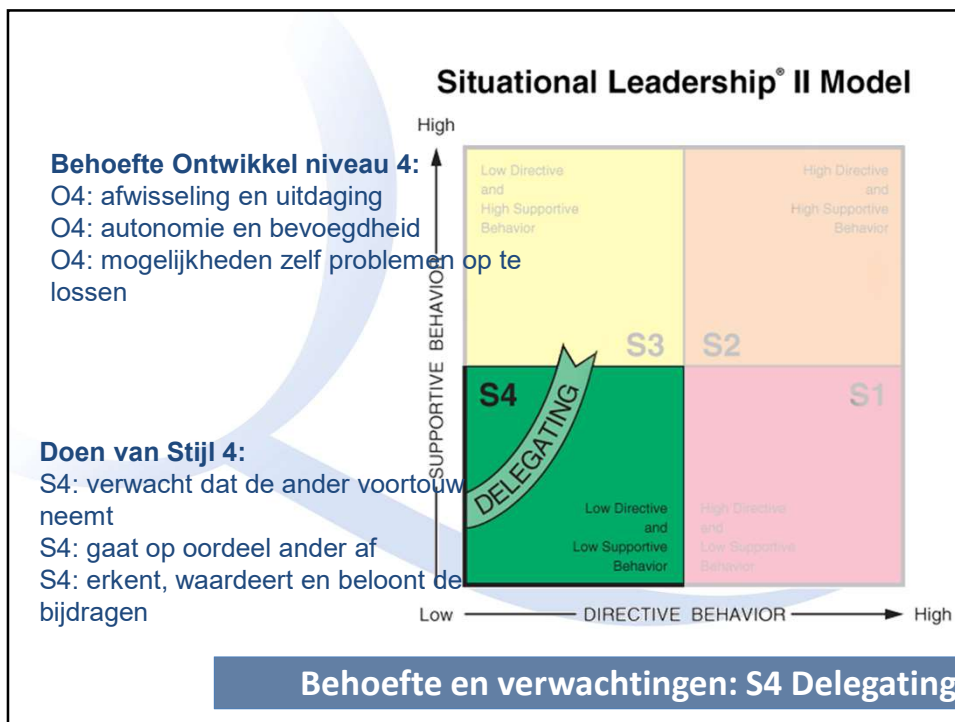 Situational Leadership® II Model
High
Behoefte Ontwikkel niveau 4:
O4: afwisseling en uitdaging
O4: autonomie en bevoegdheid
O4: mogelijkheden zelf problemen op te
lossen
SUPPORTIVE BEHAVIOR
Low Directive
and
High Supportive
Behavior
High Directive
and
High Supportive
Behavior
S3
S2
S4
S1
DELEGATING
Doen van Stijl 4:
S4: verwacht dat de ander voortouw
neemt
S4: gaat op oordeel ander af
S4: erkent, waardeert en beloont de
bijdragen
Low Directive
and
Low Supportive
Behavior
High Directive
and
Low Supportive
Behavior
Low
DIRECTIVE BEHAVIOR
High
Behoefte en verwachtingen: S4 Delegating